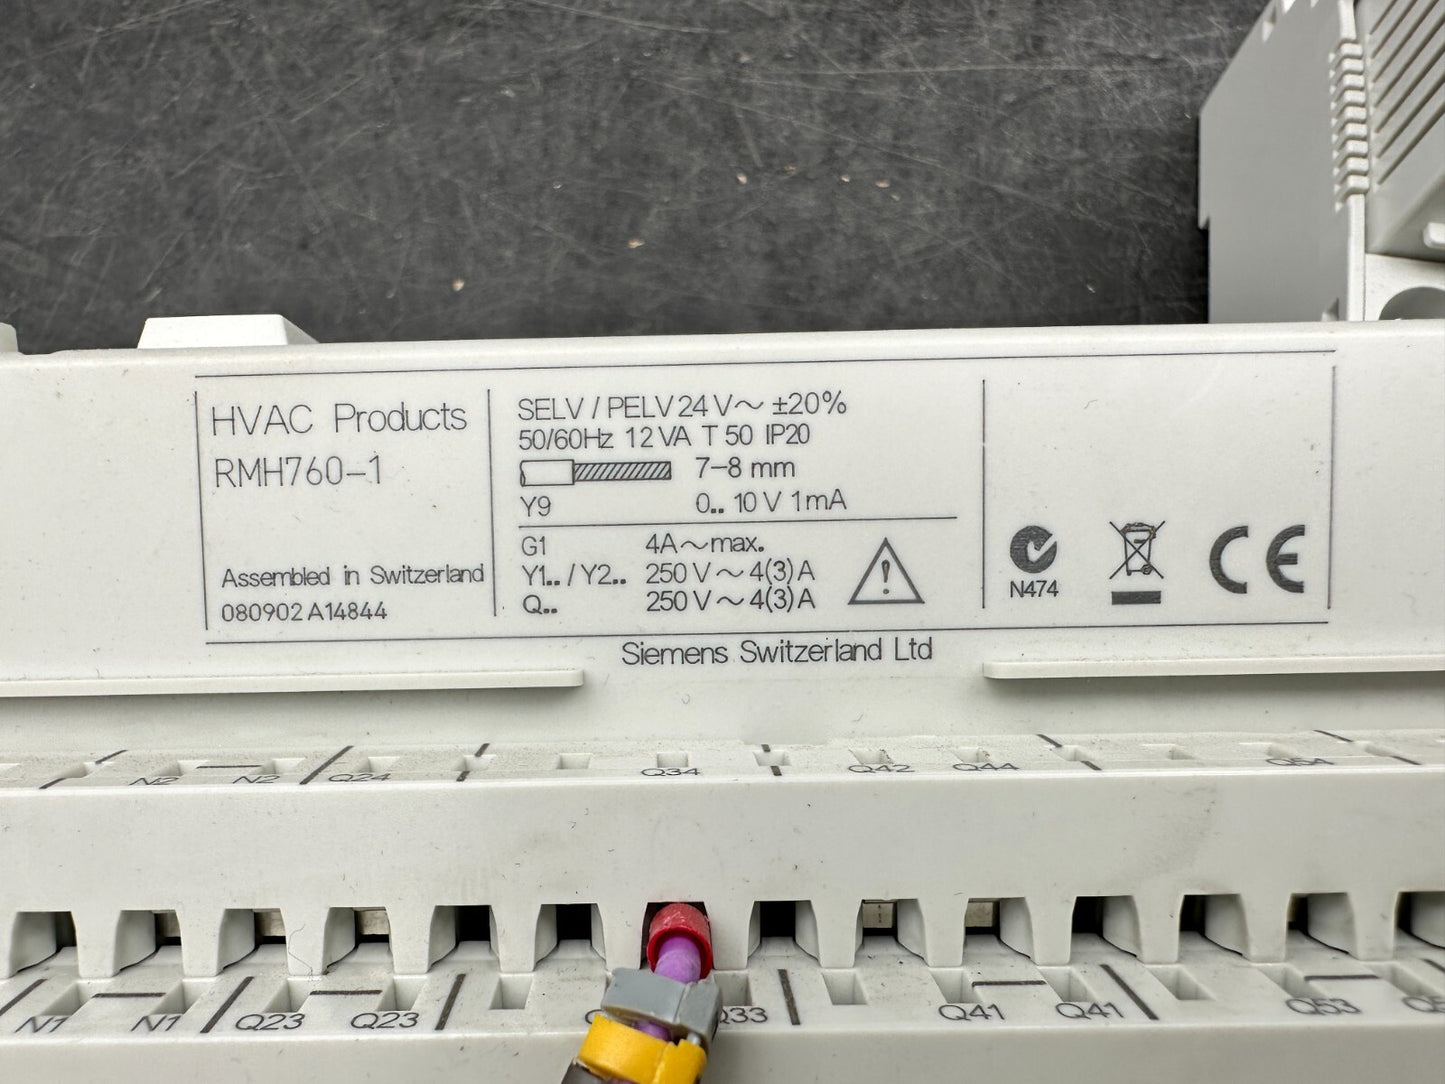 HVAC Products
RMH760-1
Assembled in Switzerland
080902 A14844
SELV / PELV 24 V~ ±20%
50/60Hz 12 VA T 50 IP20
7-8 mm
Y9 0.. 10 V 1mA
G1 4A~max.
Y1.. / Y2.. 250 V~ 4(3) A
Q.. 250 V~ 4(3) A
N474
CE
Siemens Switzerland Ltd
N2 N2 Q24 Q34 Q42 Q44 Q54
N1 N1 Q23 Q23 Q33 Q41 Q41 Q53